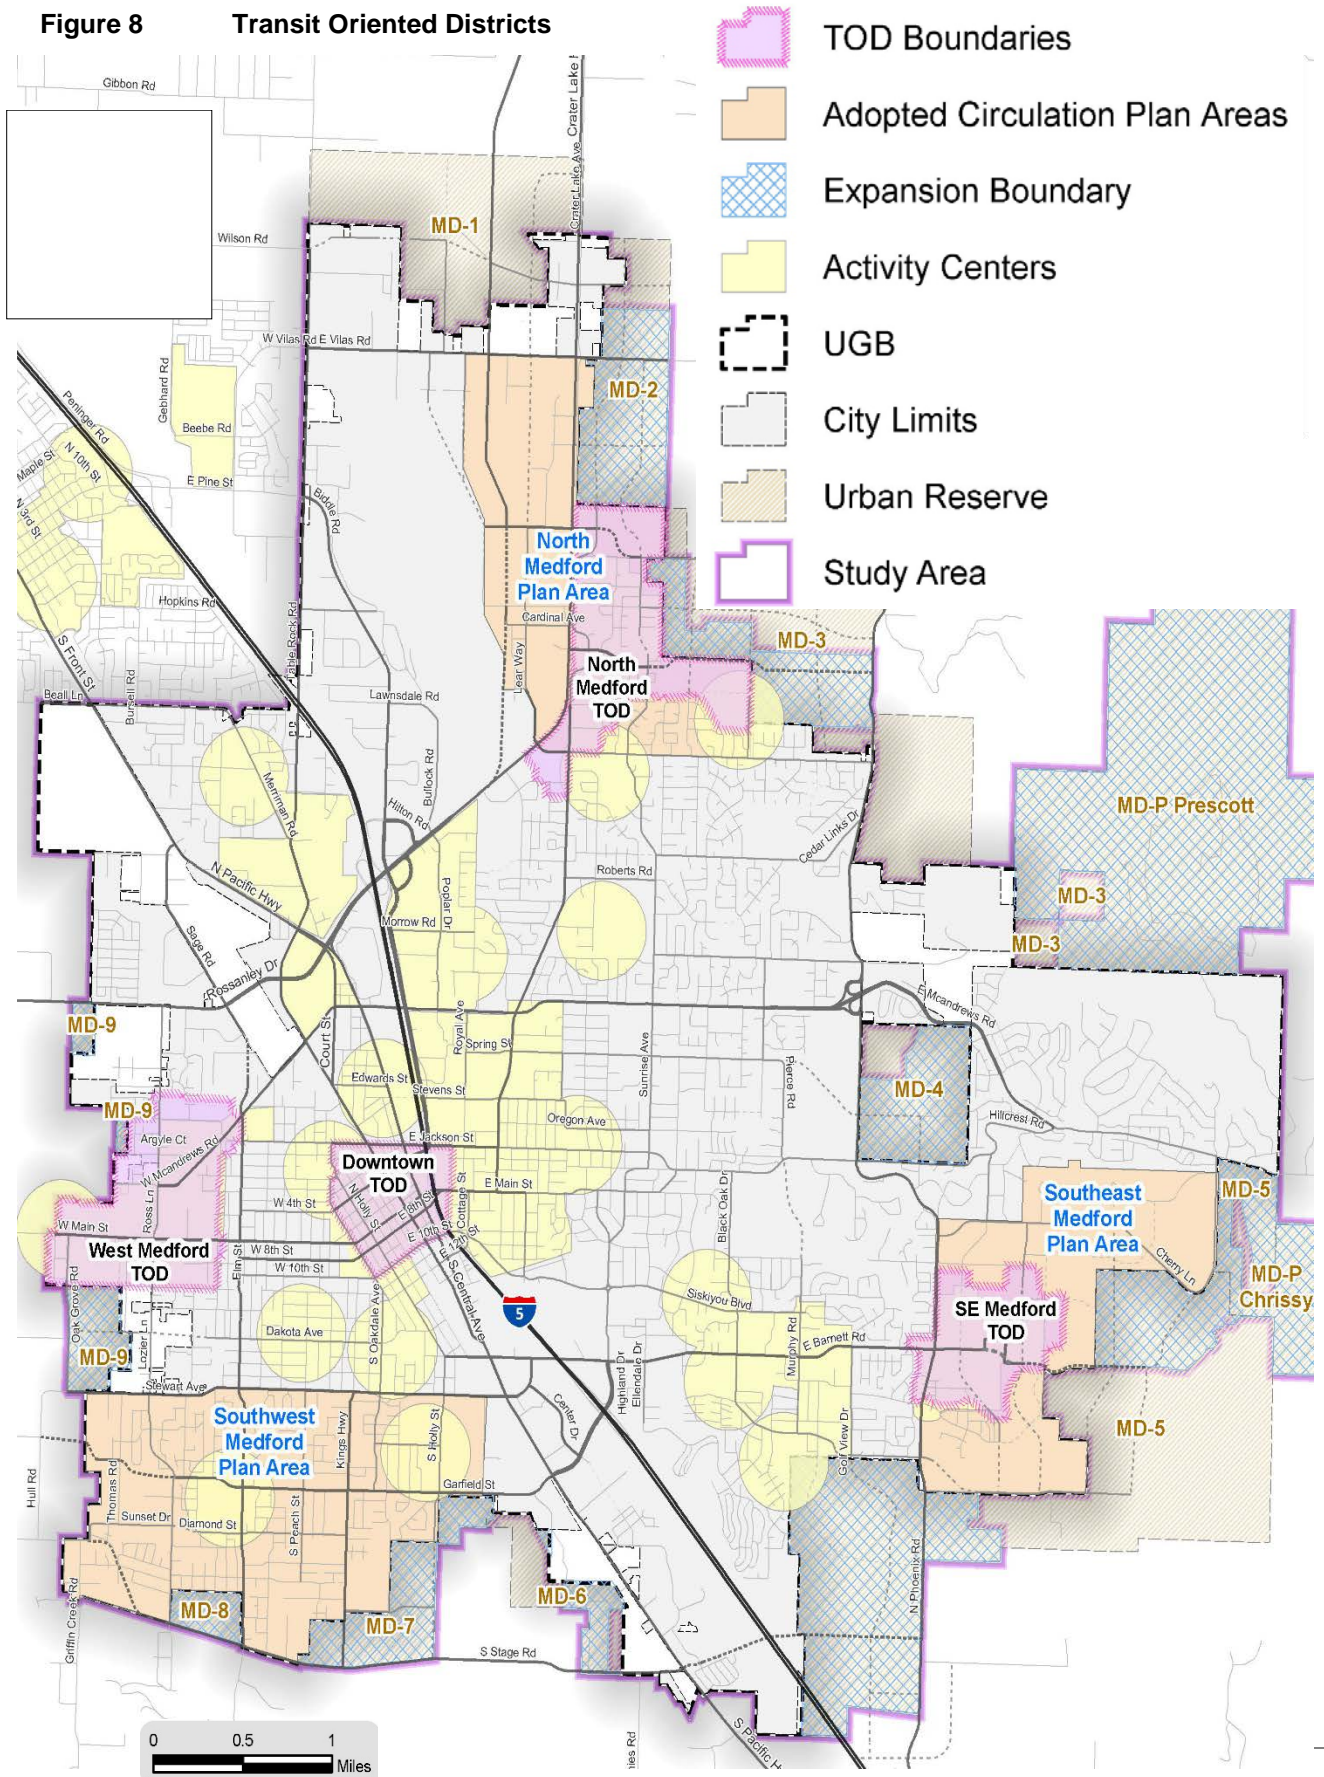 Figure 8 Transit Oriented Districts
TOD Boundaries
Adopted Circulation Plan Areas
Expansion Boundary
Activity Centers
UGB
City Limits
Urban Reserve
Study Area
Gibbon Rd
Crater Lake Ave
Crater Lake H
MD-1
Wilson Rd
W Vilas Rd
E Vilas Rd
Gebhard Rd
MD-2
Peninger Rd
Beebe Rd
N 10th St
Maple St
E Pine St
N 3rd St
Biddle Rd
North
Medford
Plan Area
Hopkins Rd
Table Rock Rd
Cardinal Ave
MD-3
S Front St
Lear Way
North
Medford
TOD
Beall Ln
Bursell Rd
Lawnsdale Rd
Merriman Rd
Bullock Rd
Hilton Rd
MD-P Prescott
Cedar Links Dr
N Pacific Hwy
Roberts Rd
Poplar Dr
MD-3
Morrow Rd
Sage Rd
MD-3
Rossanley Dr
E Mcandrews Rd
MD-9
Court St
Royal Ave
Spring St
Sunrise Ave
Pierce Rd
Edwards St
Stevens St
MD-4
MD-9
Oregon Ave
Hillcrest Rd
Argyle Ct
E Jackson St
W Mcandrews Rd
Downtown
TOD
E Main St
Black Oak Dr
Southeast
Medford
Plan Area
MD-5
W 4th St
N Holly St
E 8th St
Cottage St
Ross Ln
W Main St
E 10th St
E 12th St
West Medford
TOD
W 8th St
W 10th St
Elm St
S Central Ave
Cherry Ln
MD-P
Chrissy
Oak Grove Rd
Siskiyou Blvd
SE Medford
TOD
5
Dakota Ave
S Oakdale Ave
Murphy Rd
E Barnett Rd
Lozier Ln
MD-9
Highland Dr
Ellendale Dr
Stewart Ave
Southwest
Medford
Plan Area
Kings Hwy
S Holly St
Center Dr
Golf View Dr
MD-5
Hull Rd
Thomas Rd
Garfield St
Sunset Dr
Diamond St
S Peach St
N Phoenix Rd
MD-8
MD-7
MD-6
Griffin Creek Rd
S Stage Rd
S Pacific H
ies Rd
0 0.5 1
Miles